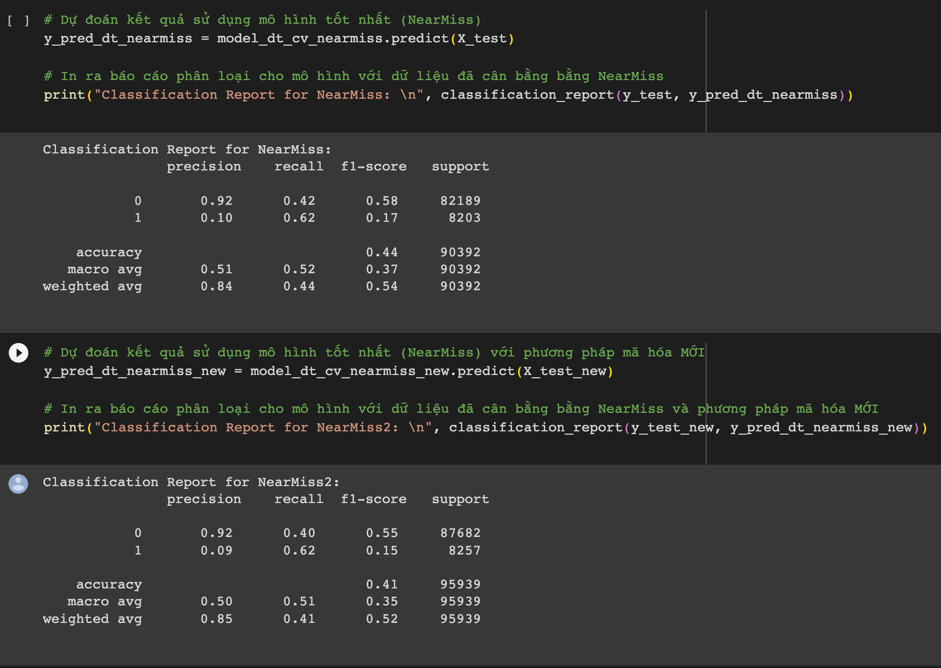 [ ] # Dự đoán kết quả sử dụng mô hình tốt nhất (NearMiss)
y_pred_dt_nearmiss = model_dt_cv_nearmiss.predict(X_test)
# In ra báo cáo phân loại cho mô hình với dữ liệu đã cân bằng bằng NearMiss
print("Classification Report for NearMiss: \n", classification_report(y_test, y_pred_dt_nearmiss))
Classification Report for NearMiss:
precision recall f1-score support
0 0.92 0.42 0.58 82189
1 0.10 0.62 0.17 8203
accuracy 0.44 90392
macro avg 0.51 0.52 0.37 90392
weighted avg 0.84 0.44 0.54 90392
# Dự đoán kết quả sử dụng mô hình tốt nhất (NearMiss) với phương pháp mã hóa MỚI
y_pred_dt_nearmiss_new = model_dt_cv_nearmiss_new.predict(X_test_new)
# In ra báo cáo phân loại cho mô hình với dữ liệu đã cân bằng bằng NearMiss và phương pháp mã hóa MỚI
print("Classification Report for NearMiss2: \n", classification_report(y_test_new, y_pred_dt_nearmiss_new))
Classification Report for NearMiss2:
precision recall f1-score support
0 0.92 0.40 0.55 87682
1 0.09 0.62 0.15 8257
accuracy 0.41 95939
macro avg 0.50 0.51 0.35 95939
weighted avg 0.85 0.41 0.52 95939